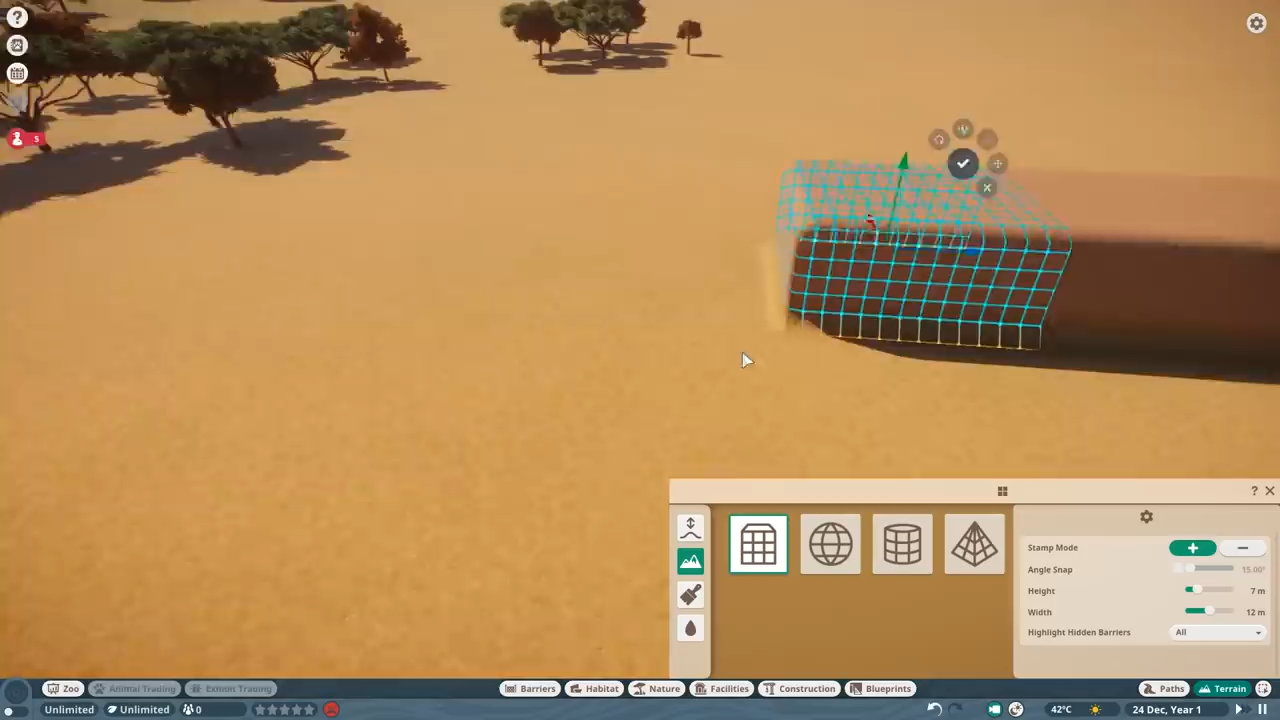 ?
5
? ×
Stamp Mode + −
Angle Snap 15.00°
Height 7 m
Width 12 m
Highlight Hidden Barriers All
Zoo Animal Trading Exhibit Trading Barriers Habitat Nature Facilities Construction Blueprints Paths Terrain
Unlimited Unlimited 0 42°C 24 Dec, Year 1